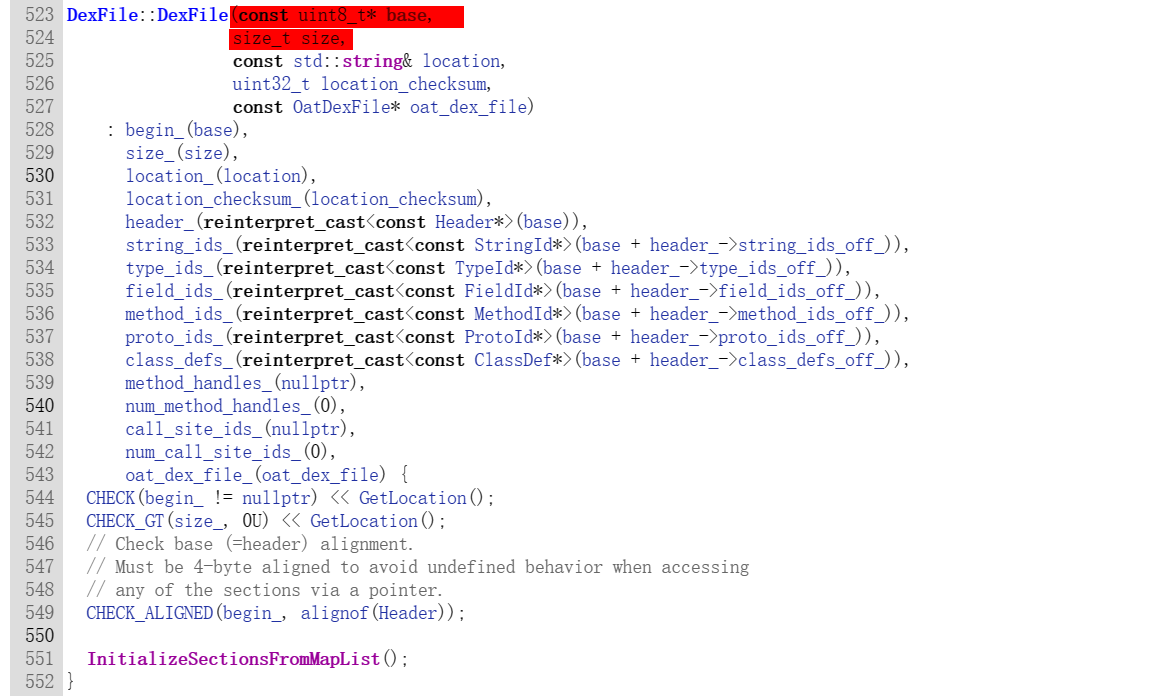 523 DexFile::DexFile(const uint8_t* base,
524 size_t size,
525 const std::string& location,
526 uint32_t location_checksum,
527 const OatDexFile* oat_dex_file)
528 : begin_(base),
529 size_(size),
530 location_(location),
531 location_checksum_(location_checksum),
532 header_(reinterpret_cast<const Header*>(base)),
533 string_ids_(reinterpret_cast<const StringId*>(base + header_->string_ids_off_)),
534 type_ids_(reinterpret_cast<const TypeId*>(base + header_->type_ids_off_)),
535 field_ids_(reinterpret_cast<const FieldId*>(base + header_->field_ids_off_)),
536 method_ids_(reinterpret_cast<const MethodId*>(base + header_->method_ids_off_)),
537 proto_ids_(reinterpret_cast<const ProtoId*>(base + header_->proto_ids_off_)),
538 class_defs_(reinterpret_cast<const ClassDef*>(base + header_->class_defs_off_)),
539 method_handles_(nullptr),
540 num_method_handles_(0),
541 call_site_ids_(nullptr),
542 num_call_site_ids_(0),
543 oat_dex_file_(oat_dex_file) {
544 CHECK(begin_ != nullptr) << GetLocation();
545 CHECK_GT(size_, 0U) << GetLocation();
546 // Check base (=header) alignment.
547 // Must be 4-byte aligned to avoid undefined behavior when accessing
548 // any of the sections via a pointer.
549 CHECK_ALIGNED(begin_, alignof(Header));
550
551 InitializeSectionsFromMapList();
552 }